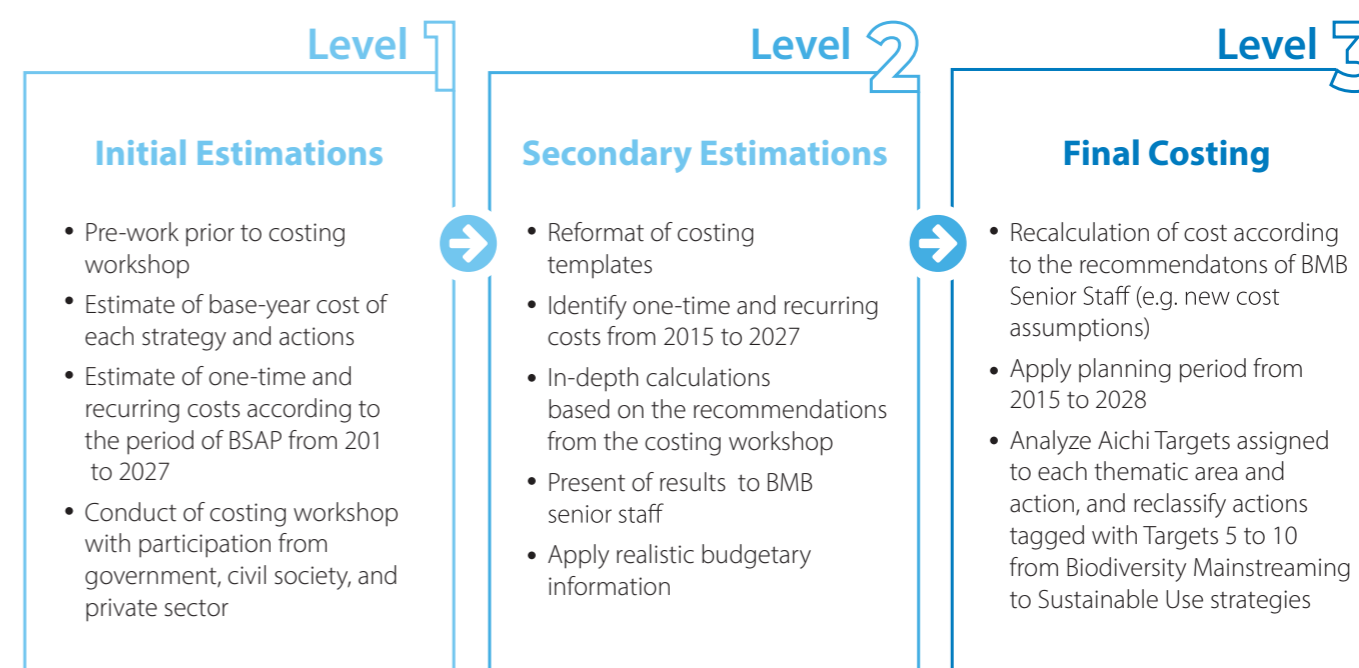 Level 1
Initial Estimations
• Pre-work prior to costing
workshop
• Estimate of base-year cost of
each strategy and actions
• Estimate of one-time and
recurring costs according to
the period of BSAP from 201
to 2027
• Conduct of costing workshop
with participation from
government, civil society, and
private sector
Level 2
Secondary Estimations
• Reformat of costing
templates
• Identify one-time and recurring
costs from 2015 to 2027
• In-depth calculations
based on the recommendations
from the costing workshop
• Present of results to BMB
senior staff
• Apply realistic budgetary
information
Level 3
Final Costing
• Recalculation of cost according
to the recommendatons of BMB
Senior Staff (e.g. new cost
assumptions)
• Apply planning period from
2015 to 2028
• Analyze Aichi Targets assigned
to each thematic area and
action, and reclassify actions
tagged with Targets 5 to 10
from Biodiversity Mainstreaming
to Sustainable Use strategies